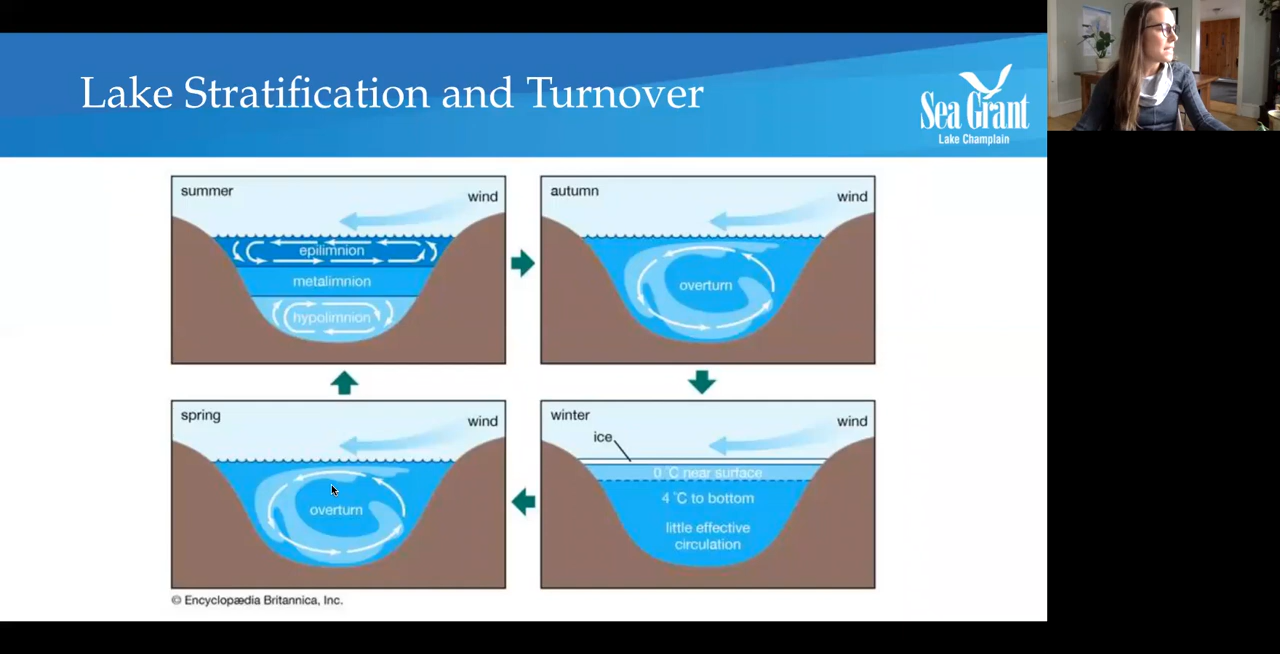 Lake Stratification and Turnover
Sea Grant
Lake Champlain
summer
wind
epilimnion
metalimnion
hypolimnion
autumn
wind
overturn
spring
wind
overturn
winter
wind
ice
0 °C near surface
4 °C to bottom
little effective
circulation
© Encyclopædia Britannica, Inc.